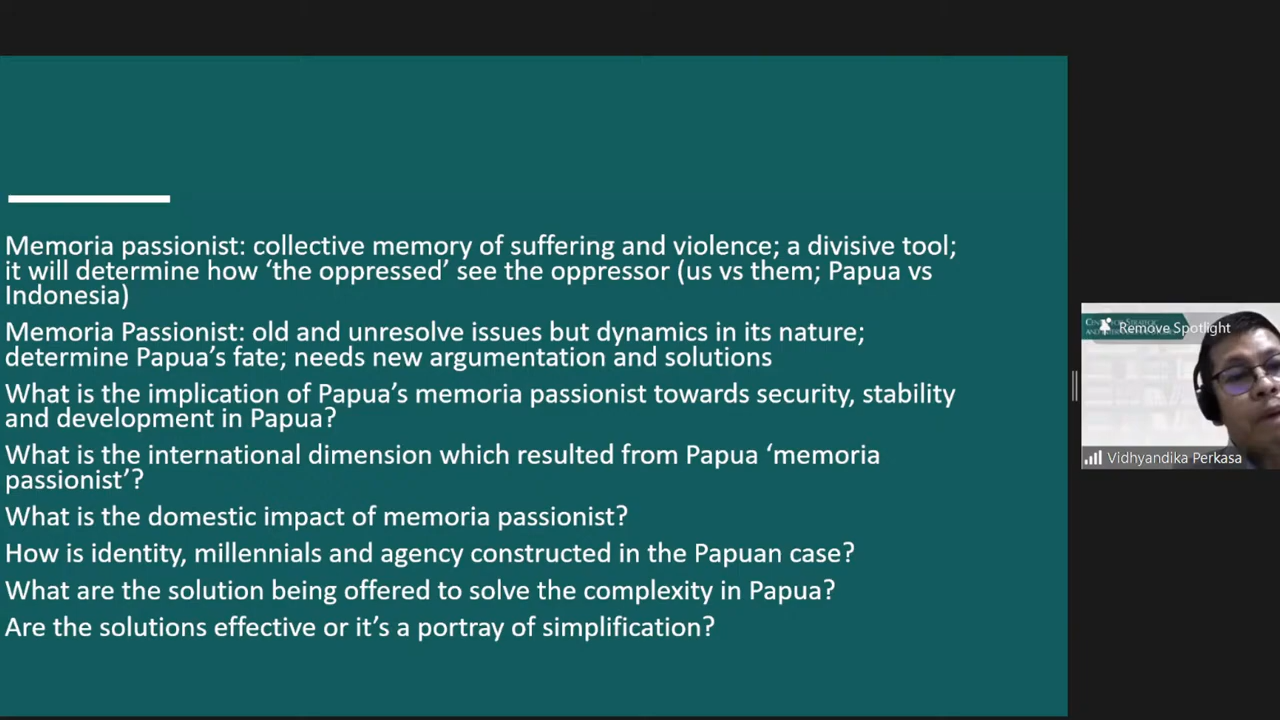 Memoria passionist: collective memory of suffering and violence; a divisive tool;
it will determine how ‘the oppressed’ see the oppressor (us vs them; Papua vs
Indonesia)
Memoria Passionist: old and unresolve issues but dynamics in its nature;
determine Papua’s fate; needs new argumentation and solutions
What is the implication of Papua’s memoria passionist towards security, stability
and development in Papua?
What is the international dimension which resulted from Papua ‘memoria
passionist’?
What is the domestic impact of memoria passionist?
How is identity, millennials and agency constructed in the Papuan case?
What are the solution being offered to solve the complexity in Papua?
Are the solutions effective or it’s a portray of simplification?
Remove Spotlight
Vidhyandika Perkasa